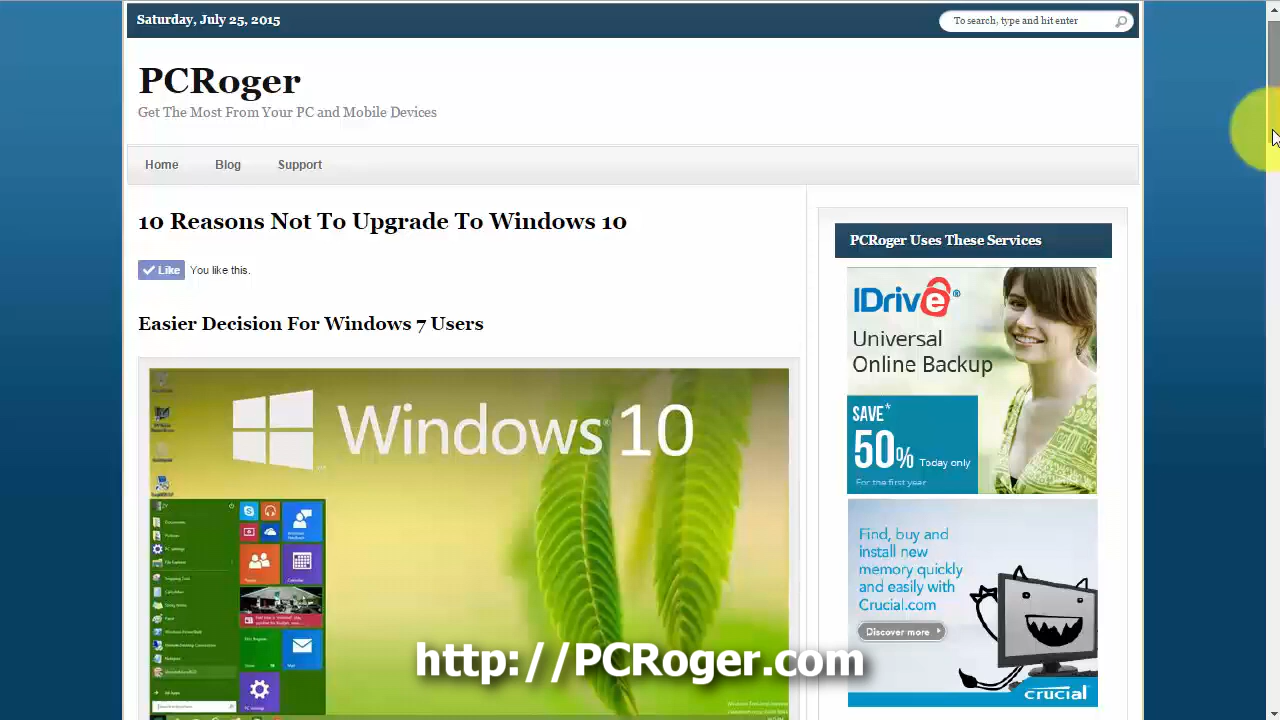 Saturday, July 25, 2015
To search, type and hit enter
PCRoger
Get The Most From Your PC and Mobile Devices
Home
Blog
Support
10 Reasons Not To Upgrade To Windows 10
Like
You like this.
Easier Decision For Windows 7 Users
Windows® 10
http://PCRoger.com
PCRoger Uses These Services
IDrive®
Universal
Online Backup
SAVE*
50% Today only
For the first year
Find, buy and
install new
memory quickly
and easily with
Crucial.com
Discover more
crucial